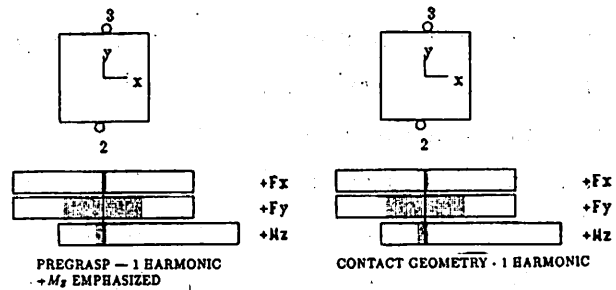 3
y
x
2
+Fx
+Fy
+Mz
PREGRASP — 1 HARMONIC
+Mz EMPHASIZED
3
y
x
2
+Fx
+Fy
+Mz
CONTACT GEOMETRY - 1 HARMONIC